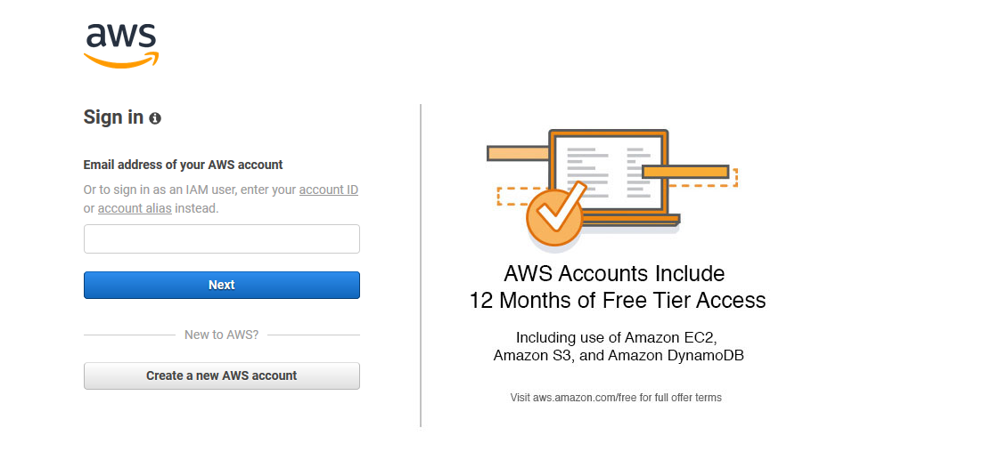 aws
Sign in
Email address of your AWS account
Or to sign in as an IAM user, enter your account ID
or account alias instead.
Next
New to AWS?
Create a new AWS account
AWS Accounts Include
12 Months of Free Tier Access
Including use of Amazon EC2,
Amazon S3, and Amazon DynamoDB
Visit aws.amazon.com/free for full offer terms